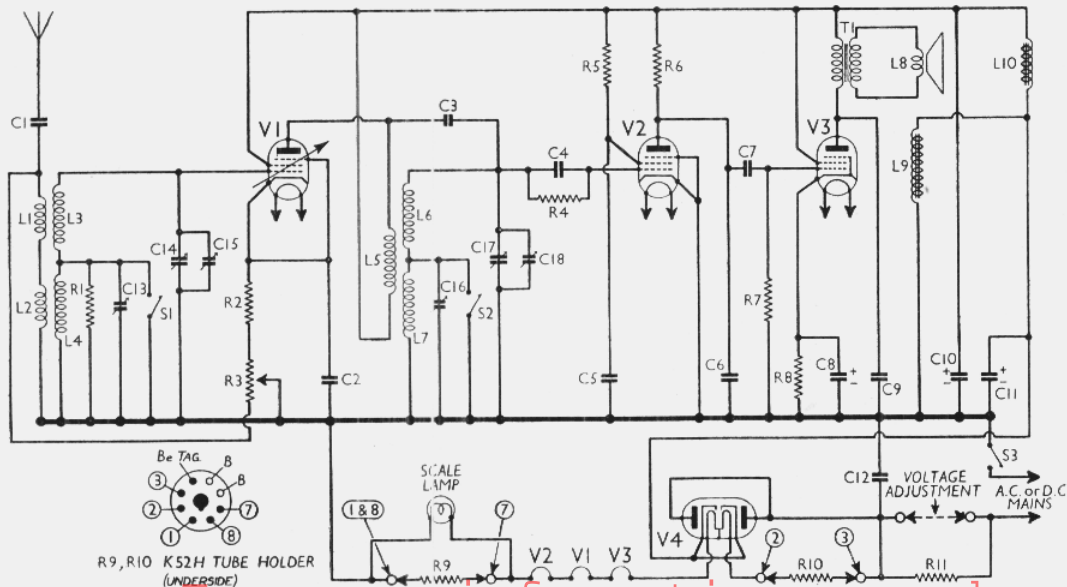 T1
L8
L10
R5
R6
C1
C3
V1
V2
V3
C4
C7
L9
R4
L1
L3
L6
C14
C15
L5
C17
C18
R1
C13
S1
C16
S2
R2
R7
L2
L4
L7
R3
C2
C5
C6
R8
C8
+
-
C9
C10
+
-
C11
+
-
S3
Be TAG.
B
B
3
2
7
1
8
SCALE
LAMP
1 & 8
7
C12
VOLTAGE
ADJUSTMENT
A.C. or D.C
MAINS
V4
2
3
V2
V1
V3
R9
R10
R11
R9, R10 K52H TUBE HOLDER
(UNDERSIDE)